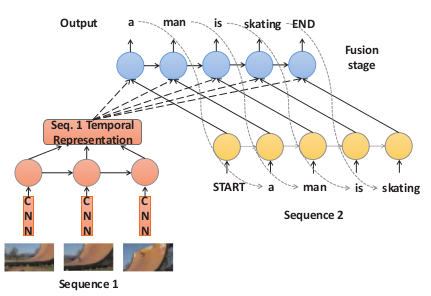 Output a man is skating END
Fusion
stage
Seq. 1 Temporal
Representation
C
N
N
C
N
N
C
N
N
START a man is skating
Sequence 2
Sequence 1